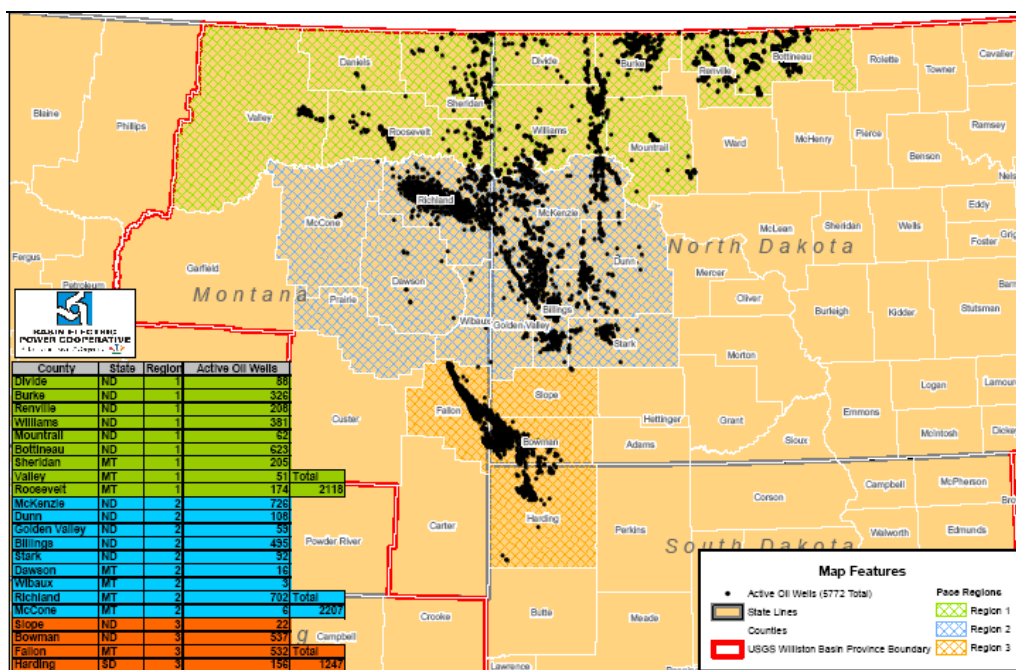 Daniels
Divide
Burke
Renville
Bottineau
Rolette
Towner
Cavalier
Blaine
Phillips
Valley
Sheridan
Roosevelt
Williams
Mountrail
Ward
McHenry
Pierce
Ramsey
Benson
Nels
Richland
McCone
McKenzie
McLean
Sheridan
Wells
Eddy
Foster
Grig
North Dakota
Fergus
Petroleum
Garfield
Dawson
Dunn
Mercer
Oliver
Montana
Prairie
Wibaux
Golden Valley
Billings
Stark
Burleigh
Kidder
Stutsman
Barn
Morton
BASIN ELECTRIC
POWER COOPERATIVE
County State Region Active Oil Wells
Divide ND 1 88
Burke ND 1 326
Renville ND 1 208
Williams ND 1 381
Mountrail ND 1 62
Bottineau ND 1 623
Sheridan MT 1 205
Valley MT 1 51 Total
Roosevelt MT 1 174 2118
McKenzie ND 2 726
Dunn ND 2 108
Golden Valley ND 2 59
Billings ND 2 495
Stark ND 2 92
Dawson MT 2 16
Wibaux MT 2 3
Richland MT 2 702 Total
McCone MT 2 6 2207
Slope ND 3 22
Bowman ND 3 537
Fallon MT 3 532 Total
Harding SD 3 156 1247
Custer
Fallon
Slope
Bowman
Hettinger
Adams
Grant
Sioux
Emmons
Logan
Lamour
McIntosh
Dicke
Powder River
Carter
Harding
Perkins
Corson
Campbell
McPherson
Bro
Walworth
Edmunds
South Dakota
g
Campbell
Crooke
Butte
Meade
Lawrence
Map Features
Active Oil Wells (5772 Total)
State Lines
Counties
USGS Williston Basin Province Boundary
Pace Regions
Region 1
Region 2
Region 3